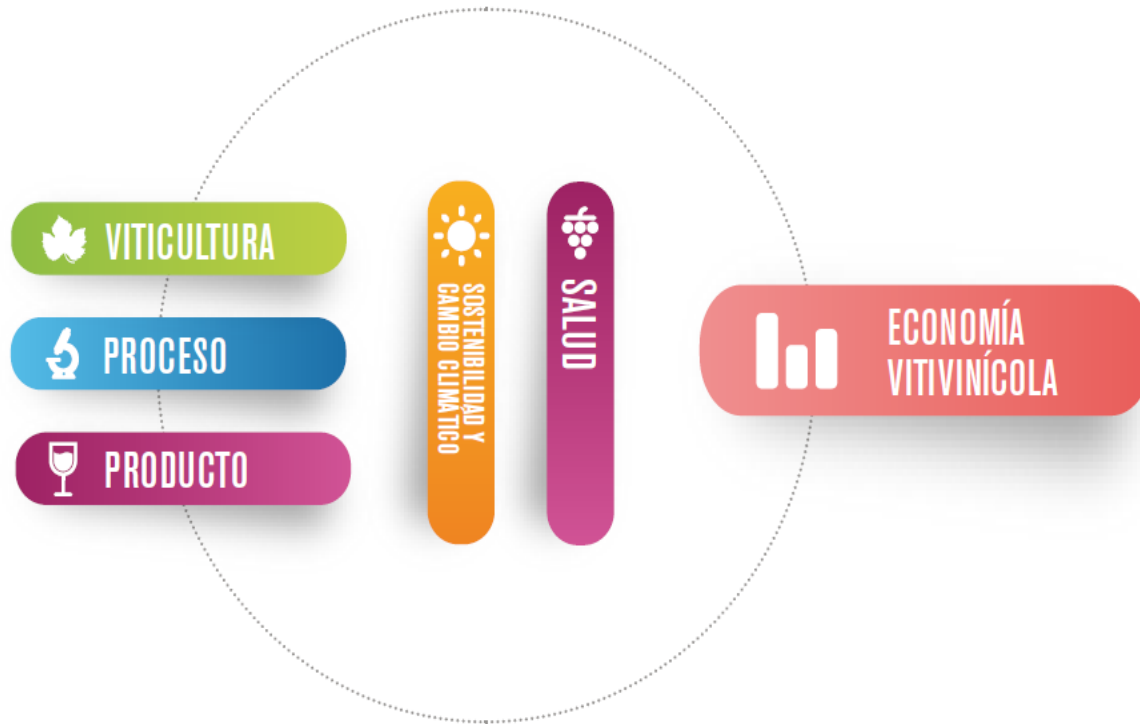 VITICULTURA
PROCESO
PRODUCTO
SOSTENIBILIDAD Y
CAMBIO CLIMÁTICO
SALUD
ECONOMÍA
VITIVINÍCOLA